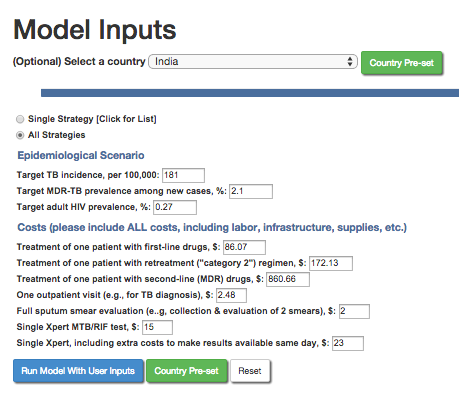 Model Inputs
(Optional) Select a country India Country Pre-set
Single Strategy [Click for List]
All Strategies
Epidemiological Scenario
Target TB incidence, per 100,000: 181
Target MDR-TB prevalence among new cases, %: 2.1
Target adult HIV prevalence, %: 0.27
Costs (please include ALL costs, including labor, infrastructure, supplies, etc.)
Treatment of one patient with first-line drugs, $: 86.07
Treatment of one patient with retreatment ("category 2") regimen, $: 172.13
Treatment of one patient with second-line (MDR) drugs, $: 860.66
One outpatient visit (e.g., for TB diagnosis), $: 2.48
Full sputum smear evaluation (e..g, collection & evaluation of 2 smears), $: 2
Single Xpert MTB/RIF test, $: 15
Single Xpert, including extra costs to make results available same day, $: 23
Run Model With User Inputs Country Pre-set Reset